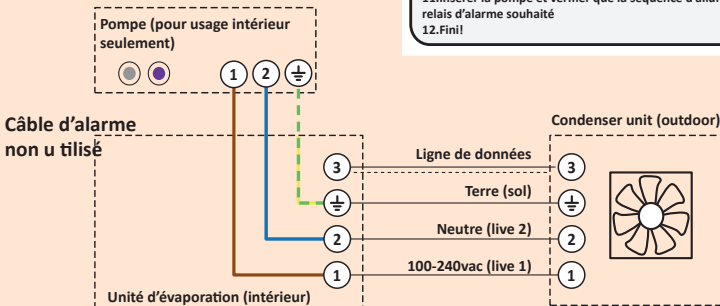 11.Insérer la pompe et vérifier que la séquence d'allu
relais d'alarme souhaité
12.Fini!
Pompe (pour usage intérieur
seulement)
1 2
Câble d'alarme
non u tilisé
Condenser unit (outdoor)
3 Ligne de données 3
Terre (sol)
2 Neutre (live 2) 2
1 100-240vac (live 1) 1
Unité d'évaporation (intérieur)